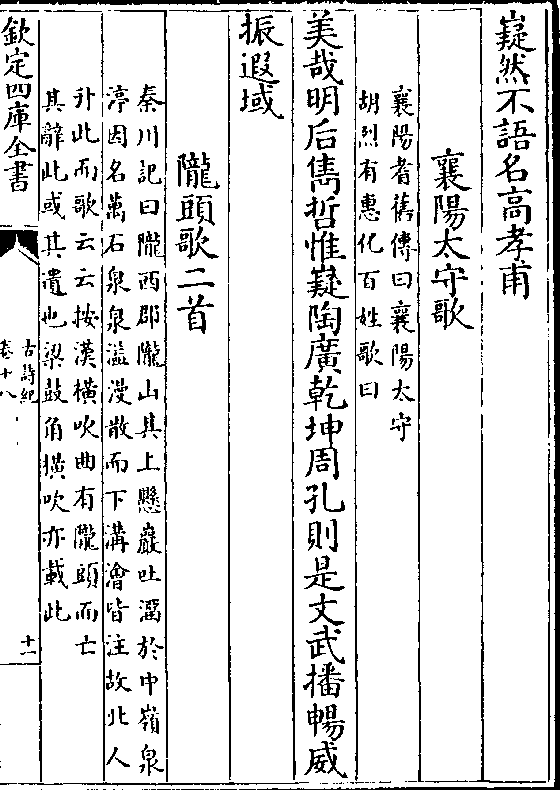 嶷然不語名高孝甫
襄陽太守歌
襄陽耆舊傳曰襄陽太守
胡烈有惠化百姓歌曰
美哉明后雋哲惟嶷陶廣乾坤周孔則是文武播暢威
振遐域
隴頭歌二首
秦川記曰隴西郡隴山其上懸巖吐溜於中嶺泉
渟因名萬石泉泉溢漫散而下溝澮皆注故北人
升此而歌云云按漢橫吹曲有隴頭而亡
其辭此或其遺也梁鼓角橫吹亦載此
欽定四庫全書
古詩紀
卷十八
十一